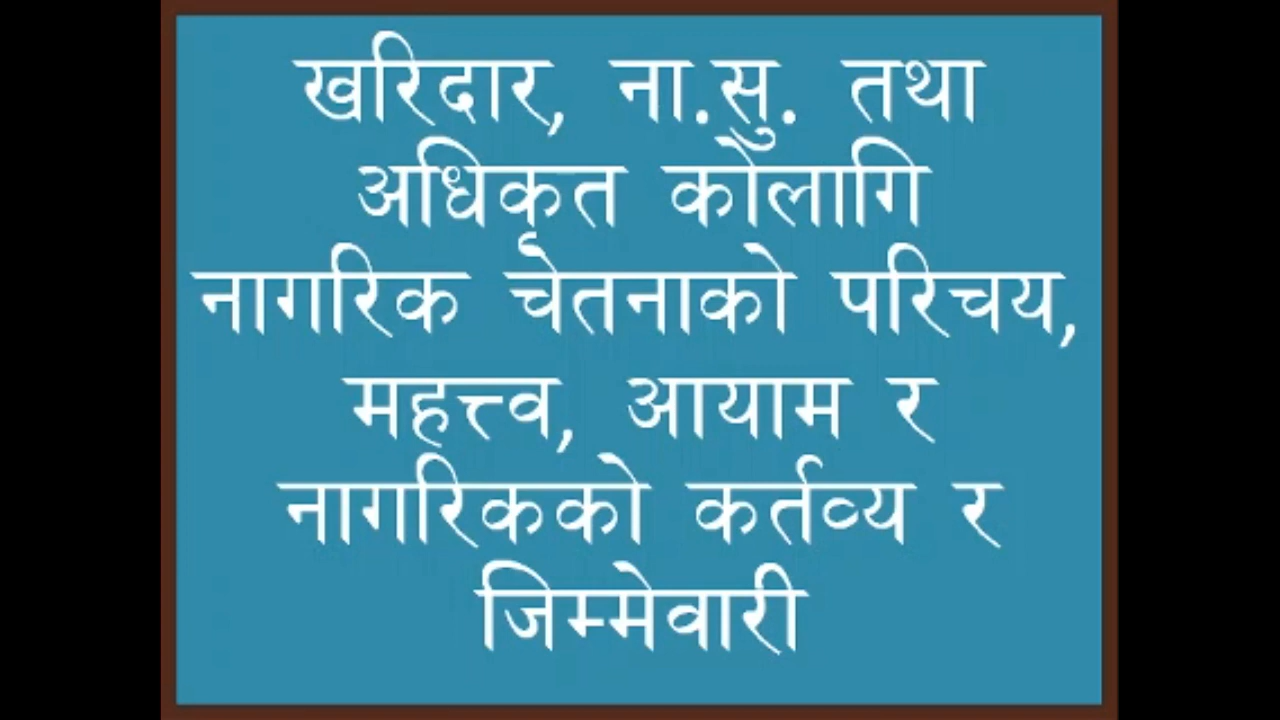 खरिदार, ना.सु. तथा
अधिकृत कोलागि
नागरिक चेतनाको परिचय,
महत्त्व, आयाम र
नागरिकको कर्तव्य र
जिम्मेवारी